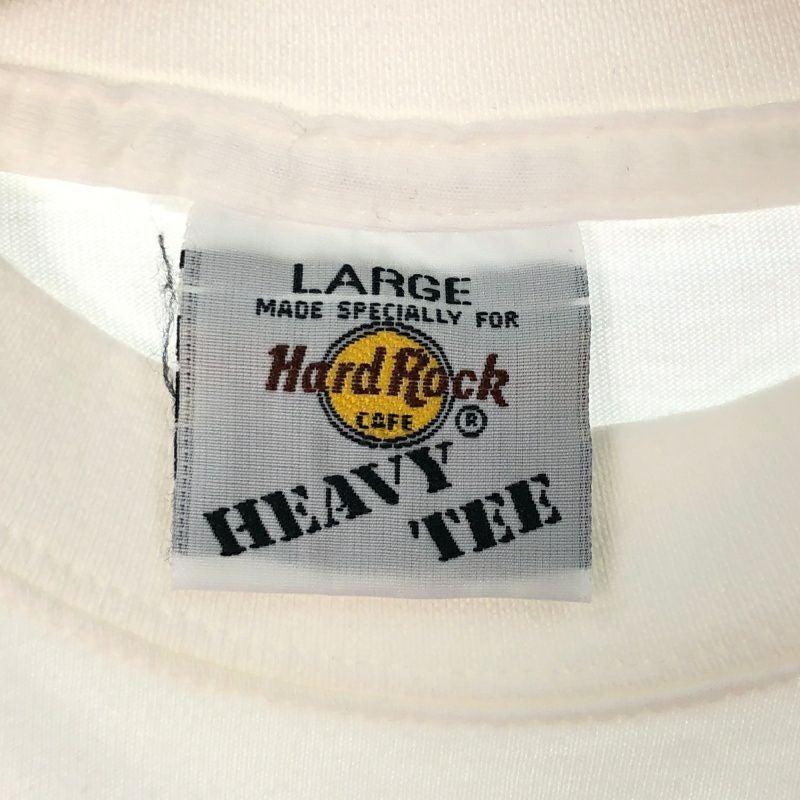 LARGE
MADE SPECIALLY FOR
Hard Rock
CAFE ®
HEAVY
TEE